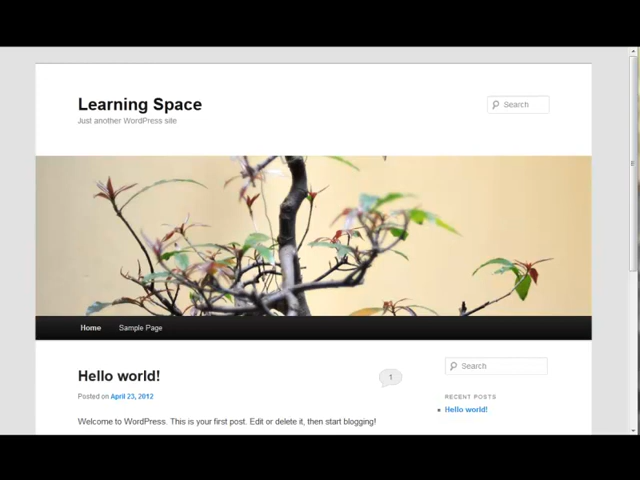 Learning Space
Just another WordPress site
Search
Home
Sample Page
Hello world!
1
Posted on April 23, 2012
Welcome to WordPress. This is your first post. Edit or delete it, then start blogging!
Search
RECENT POSTS
Hello world!